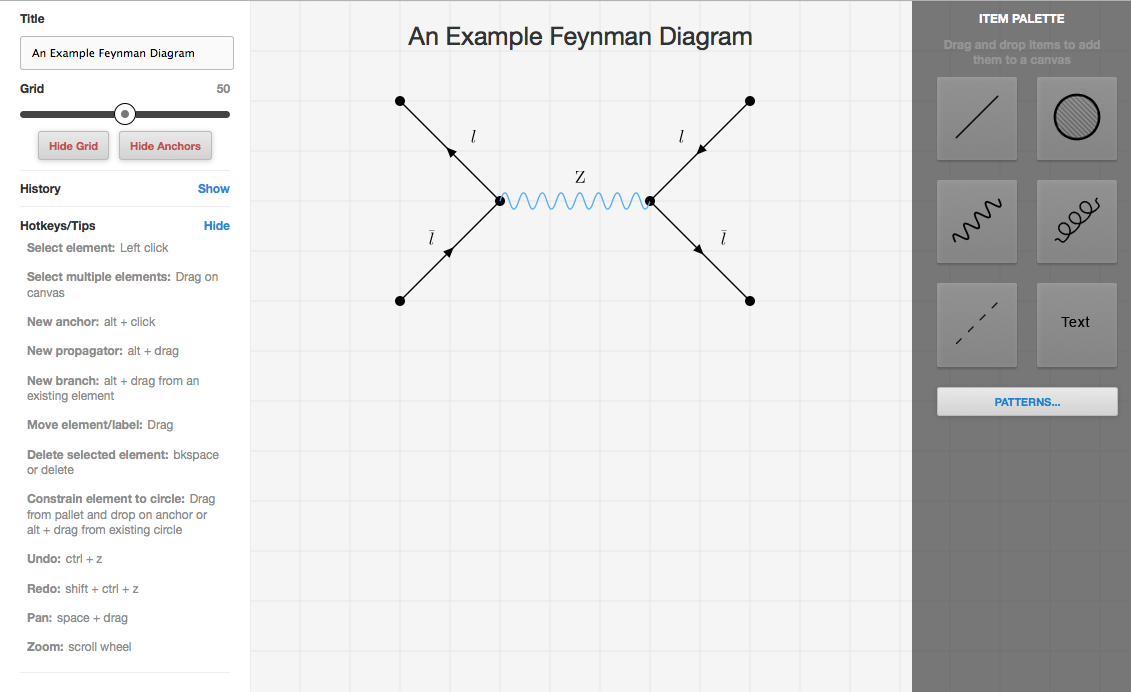 Title
An Example Feynman Diagram
Grid 50
Hide Grid Hide Anchors
History Show
Hotkeys/Tips Hide
Select element: Left click
Select multiple elements: Drag on
canvas
New anchor: alt + click
New propagator: alt + drag
New branch: alt + drag from an
existing element
Move element/label: Drag
Delete selected element: bkspace
or delete
Constrain element to circle: Drag
from pallet and drop on anchor or
alt + drag from existing circle
Undo: ctrl + z
Redo: shift + ctrl + z
Pan: space + drag
Zoom: scroll wheel
An Example Feynman Diagram
l l
Z
l̄ l̄
ITEM PALETTE
Drag and drop items to add
them to a canvas
Text
PATTERNS...